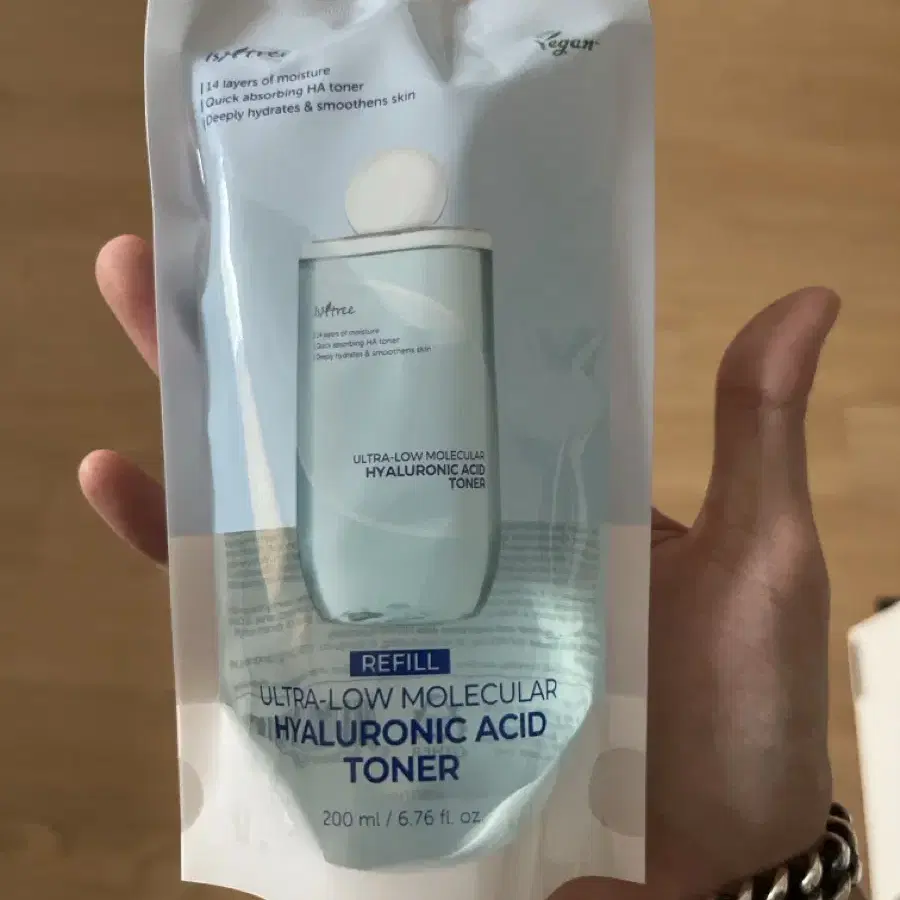 Isntree
Vegan
14 layers of moisture
Quick absorbing HA toner
Deeply hydrates & smoothens skin
Isntree
14 layers of moisture
Quick absorbing HA toner
Deeply hydrates & smoothens skin
ULTRA-LOW MOLECULAR
HYALURONIC ACID
TONER
REFILL
ULTRA-LOW MOLECULAR
HYALURONIC ACID
TONER
200 ml / 6.76 fl. oz.